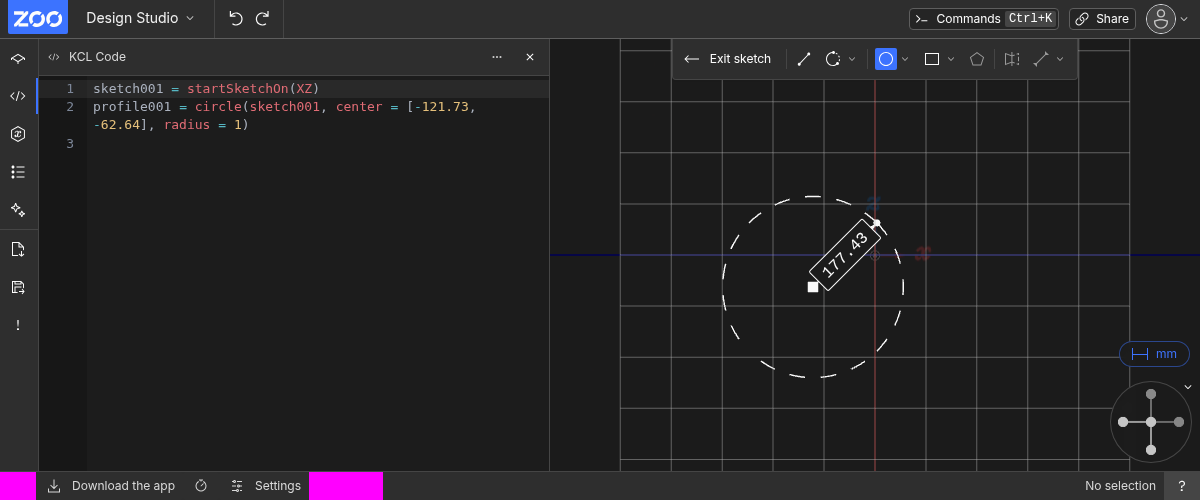 ZOO
Design Studio
Commands Ctrl+K
Share
KCL Code
Exit sketch
1 sketch001 = startSketchOn(XZ)
2 profile001 = circle(sketch001, center = [-121.73,
-62.64], radius = 1)
3
177.43
mm
Download the app
Settings
No selection
?